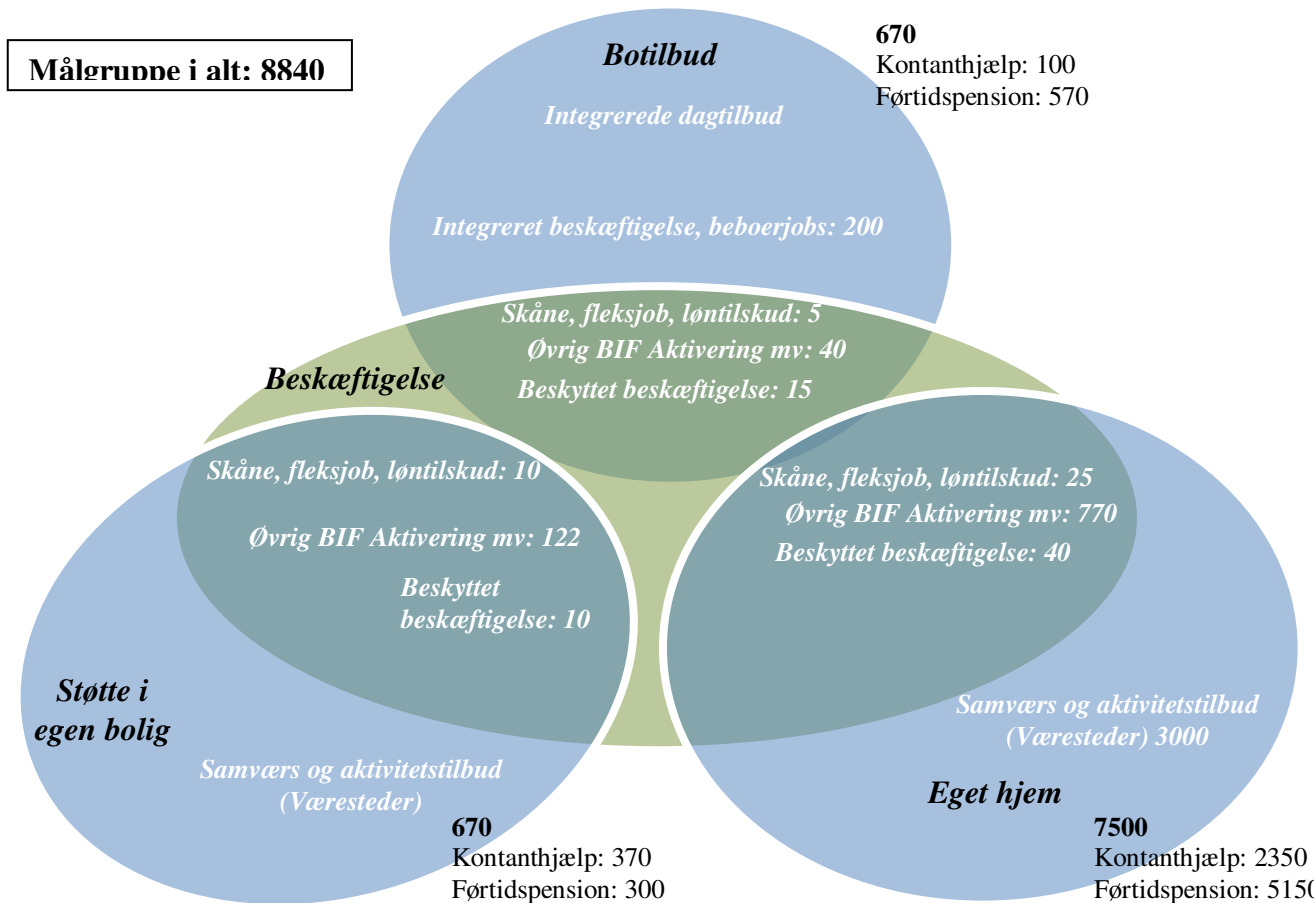 Målgruppe i alt: 8840
Botilbud
670
Kontanthjælp: 100
Førtidspension: 570
Integrerede dagtilbud
Integreret beskæftigelse, beboerjobs: 200
Skåne, fleksjob, løntilskud: 5
Øvrig BIF Aktivering mv: 40
Beskyttet beskæftigelse: 15
Beskæftigelse
Skåne, fleksjob, løntilskud: 10
Øvrig BIF Aktivering mv: 122
Beskyttet
beskæftigelse: 10
Skåne, fleksjob, løntilskud: 25
Øvrig BIF Aktivering mv: 770
Beskyttet beskæftigelse: 40
Støtte i
egen bolig
Samværs og aktivitetstilbud
(Væresteder)
670
Kontanthjælp: 370
Førtidspension: 300
Samværs og aktivitetstilbud
(Væresteder) 3000
Eget hjem
7500
Kontanthjælp: 2350
Førtidspension: 5150